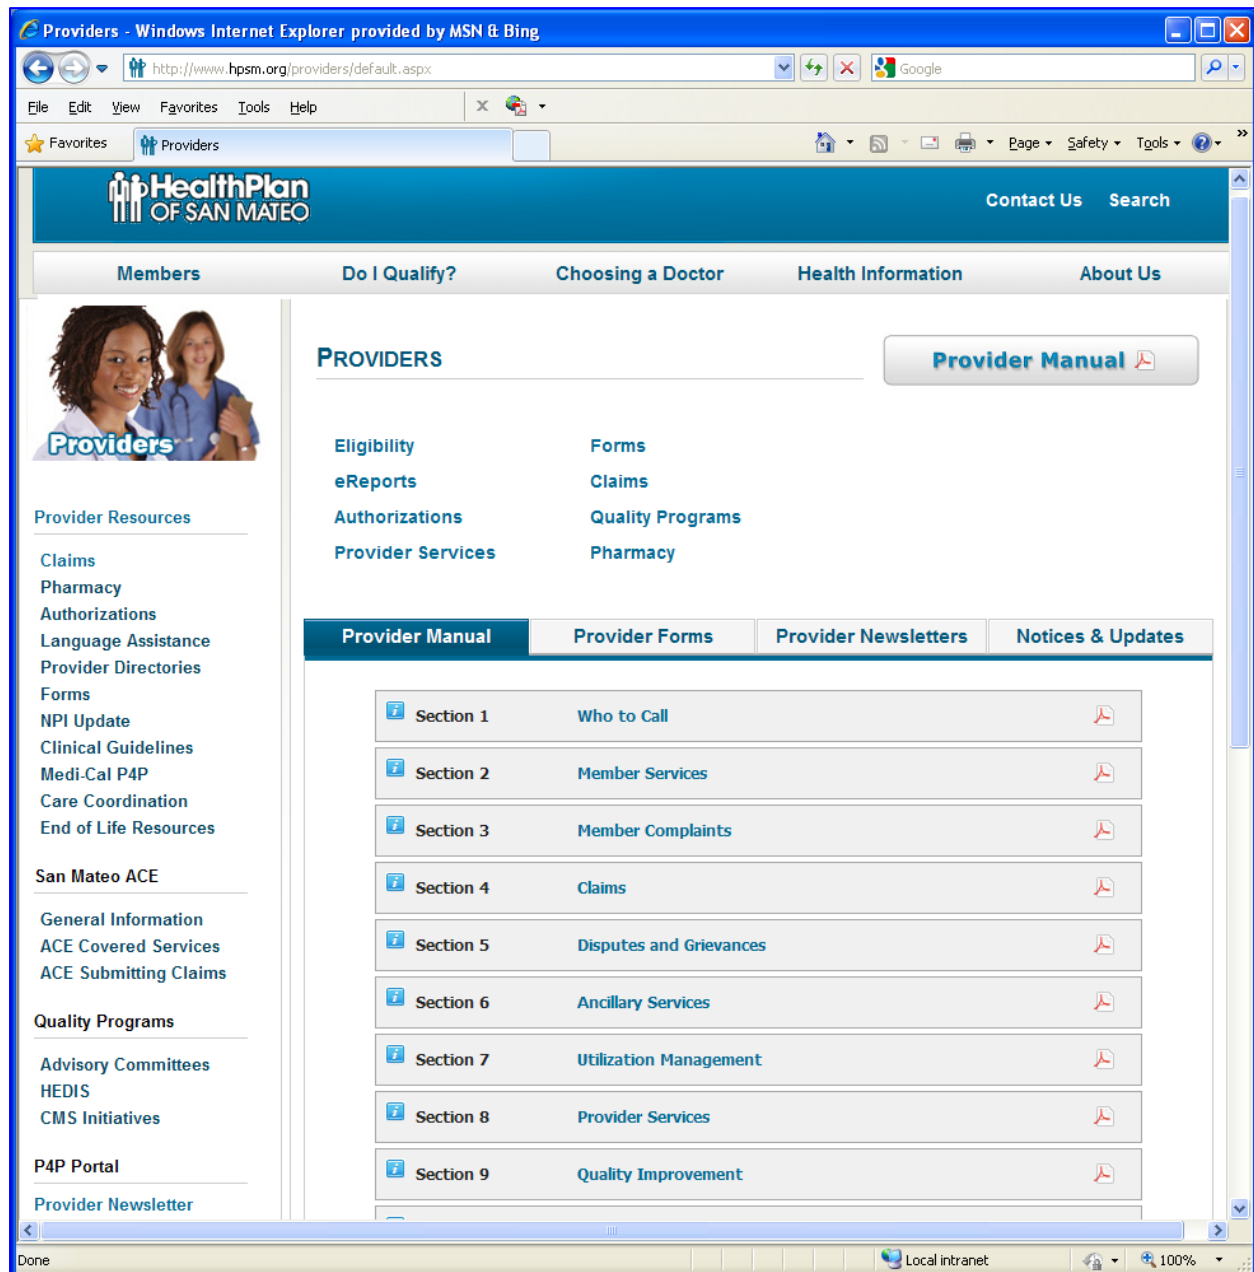 Providers - Windows Internet Explorer provided by MSN & Bing
http://www.hpsm.org/providers/default.aspx
Google
File Edit View Favorites Tools Help
Favorites
Providers
Page Safety Tools
HealthPlan
OF SAN MATEO
Contact Us Search
Members Do I Qualify? Choosing a Doctor Health Information About Us
Providers
PROVIDERS
Provider Manual
Eligibility Forms
eReports Claims
Authorizations Quality Programs
Provider Services Pharmacy
Provider Resources
Claims
Pharmacy
Authorizations
Language Assistance
Provider Directories
Forms
NPI Update
Clinical Guidelines
Medi-Cal P4P
Care Coordination
End of Life Resources
San Mateo ACE
General Information
ACE Covered Services
ACE Submitting Claims
Quality Programs
Advisory Committees
HEDIS
CMS Initiatives
P4P Portal
Provider Newsletter
Provider Manual Provider Forms Provider Newsletters Notices & Updates
Section 1 Who to Call
Section 2 Member Services
Section 3 Member Complaints
Section 4 Claims
Section 5 Disputes and Grievances
Section 6 Ancillary Services
Section 7 Utilization Management
Section 8 Provider Services
Section 9 Quality Improvement
Done
Local intranet
100%